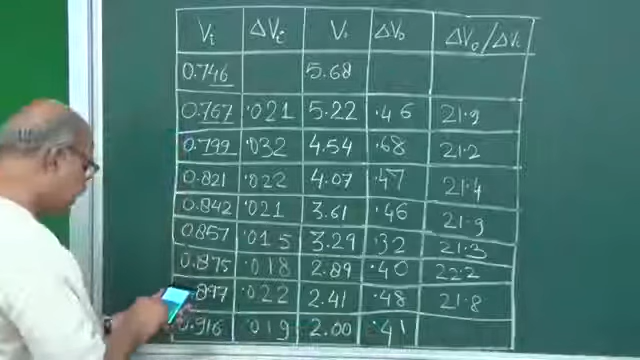 Vi ΔVi Vo ΔVo ΔVo/ΔVi
0.746 5.68
0.767 .021 5.22 .46 21.9
0.799 .032 4.54 .68 21.2
0.821 .022 4.07 .47 21.4
0.842 .021 3.61 .46 21.9
0.857 .015 3.29 .32 21.3
0.875 .018 2.89 .40 22.2
.897 .022 2.41 .48 21.8
.916 .019 2.00 .41